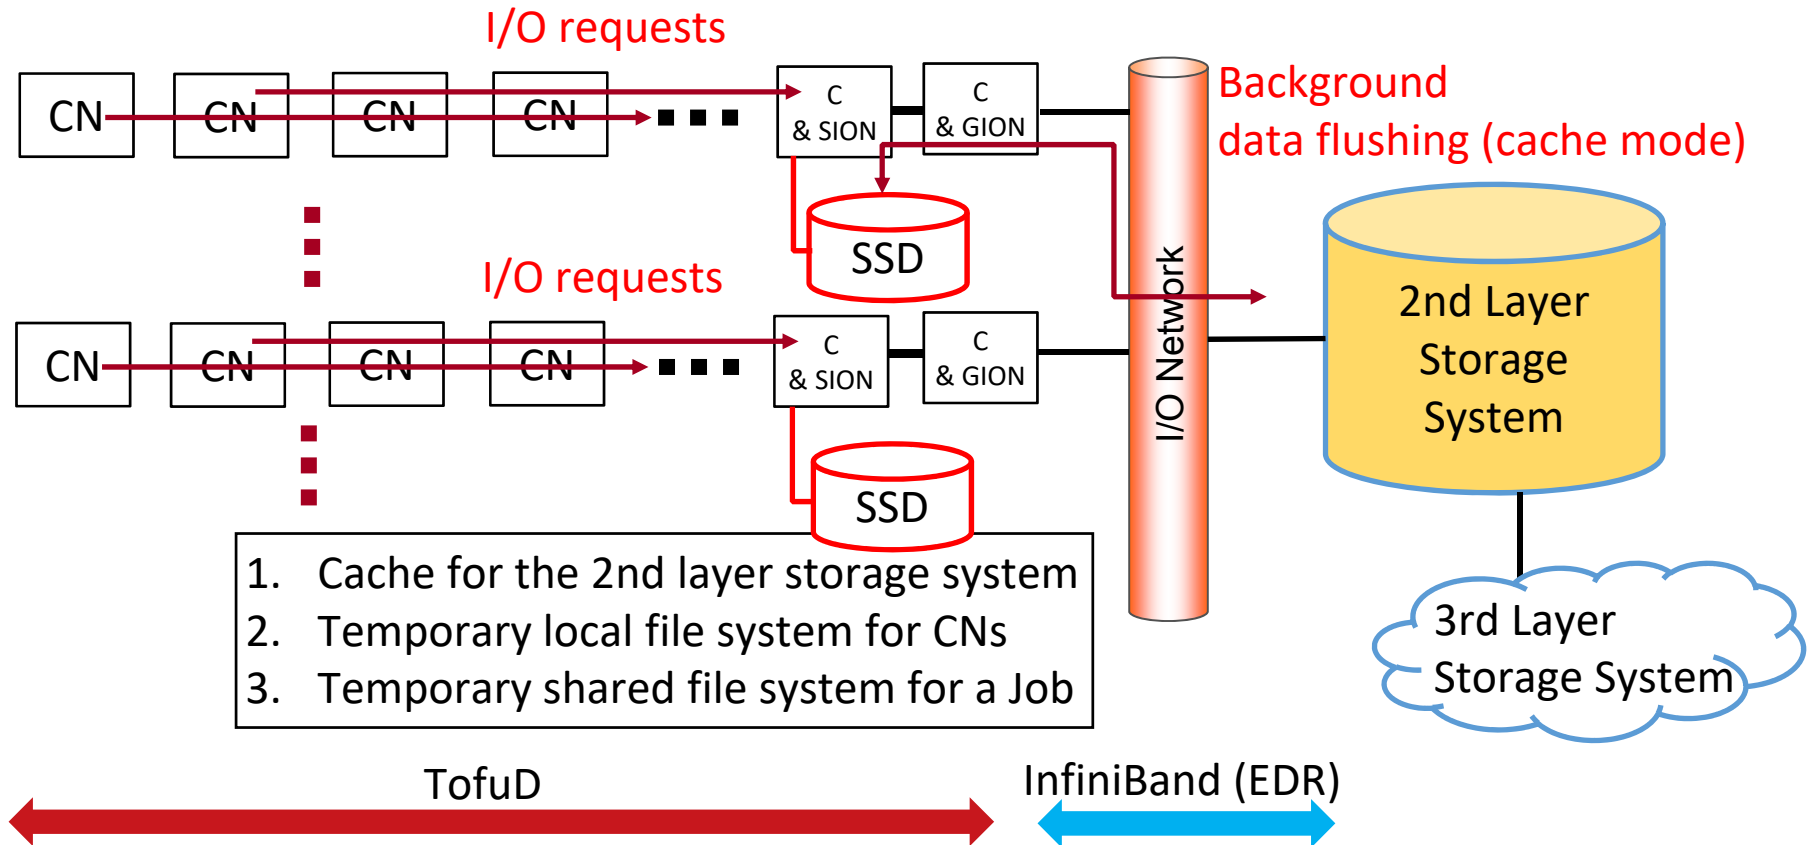 I/O requests
CN
CN
CN
CN
C
& SION
C
& GION
Background
data flushing (cache mode)
SSD
I/O requests
CN
CN
CN
CN
C
& SION
C
& GION
I/O Network
2nd Layer
Storage
System
SSD
1. Cache for the 2nd layer storage system
2. Temporary local file system for CNs
3. Temporary shared file system for a Job
3rd Layer
Storage System
TofuD
InfiniBand (EDR)